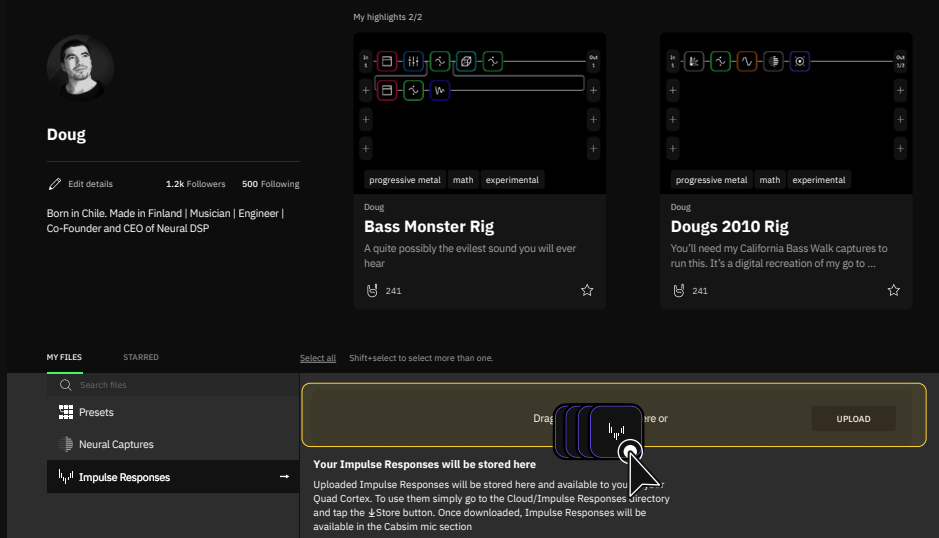 My highlights 2/2
Doug
Edit details
1.2k Followers
500 Following
Born in Chile. Made in Finland | Musician | Engineer |
Co-Founder and CEO of Neural DSP
In
1
Out
1
progressive metal
math
experimental
Doug
Bass Monster Rig
A quite possibly the evilest sound you will ever
hear
241
In
1
Out
1/2
progressive metal
math
experimental
Doug
Dougs 2010 Rig
You'll need my California Bass Walk captures to
run this. It's a digital recreation of my go to ...
241
MY FILES
STARRED
Select all
Shift+select to select more than one.
Search files
Presets
Neural Captures
Impulse Responses
or
UPLOAD
Your Impulse Responses will be stored here
Uploaded Impulse Responses will be stored here and available to
Quad Cortex. To use them simply go to the Cloud/Impulse Responses directory
and tap the Store button. Once downloaded, Impulse Responses will be
available in the Cabsim mic section